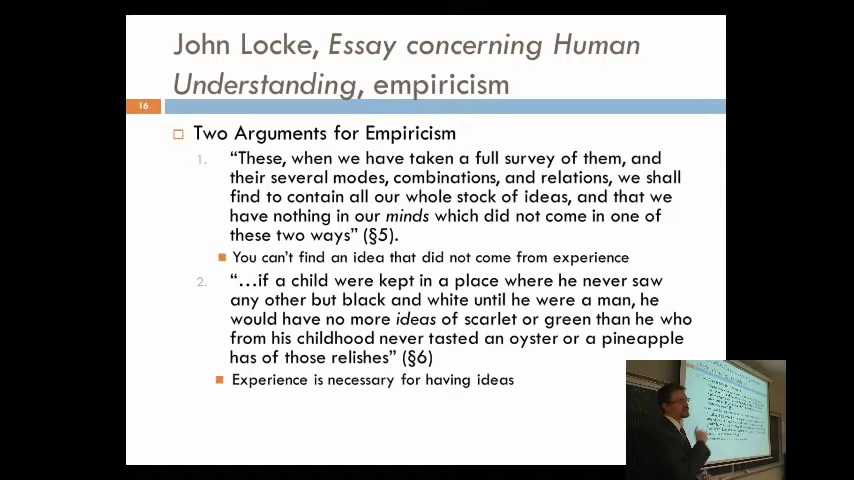 John Locke, Essay concerning Human
Understanding, empiricism
16
Two Arguments for Empiricism
1. “These, when we have taken a full survey of them, and
their several modes, combinations, and relations, we shall
find to contain all our whole stock of ideas, and that we
have nothing in our minds which did not come in one of
these two ways” (§5).
You can’t find an idea that did not come from experience
2. “…if a child were kept in a place where he never saw
any other but black and white until he were a man, he
would have no more ideas of scarlet or green than he who
from his childhood never tasted an oyster or a pineapple
has of those relishes” (§6)
Experience is necessary for having ideas